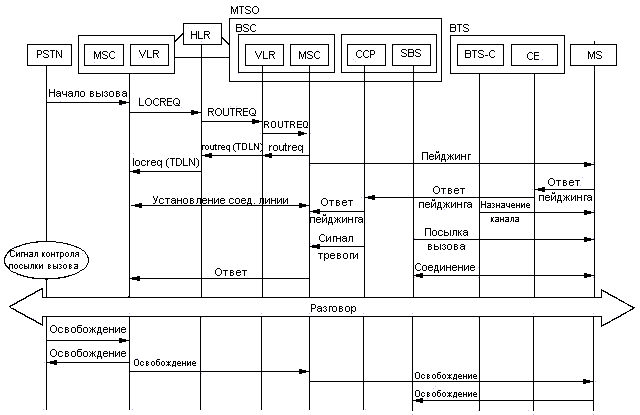 MTSO
HLR
BSC
BTS
PSTN
MSC
VLR
VLR
MSC
CCP
SBS
BTS-C
CE
MS
Начало вызова
LOCREQ
ROUTREQ
ROUTREQ
routreq (TDLN)
routreq
locreq (TDLN)
Пейджинг
Ответ
пейджинга
Ответ
пейджинга
Ответ
пейджинга
Установление соед. линии
Назначение
канала
Сигнал контроля
посылки вызова
Сигнал
тревоги
Посылка
вызова
Ответ
Соединение
Разговор
Освобождение
Освобождение
Освобождение
Освобождение
Освобождение